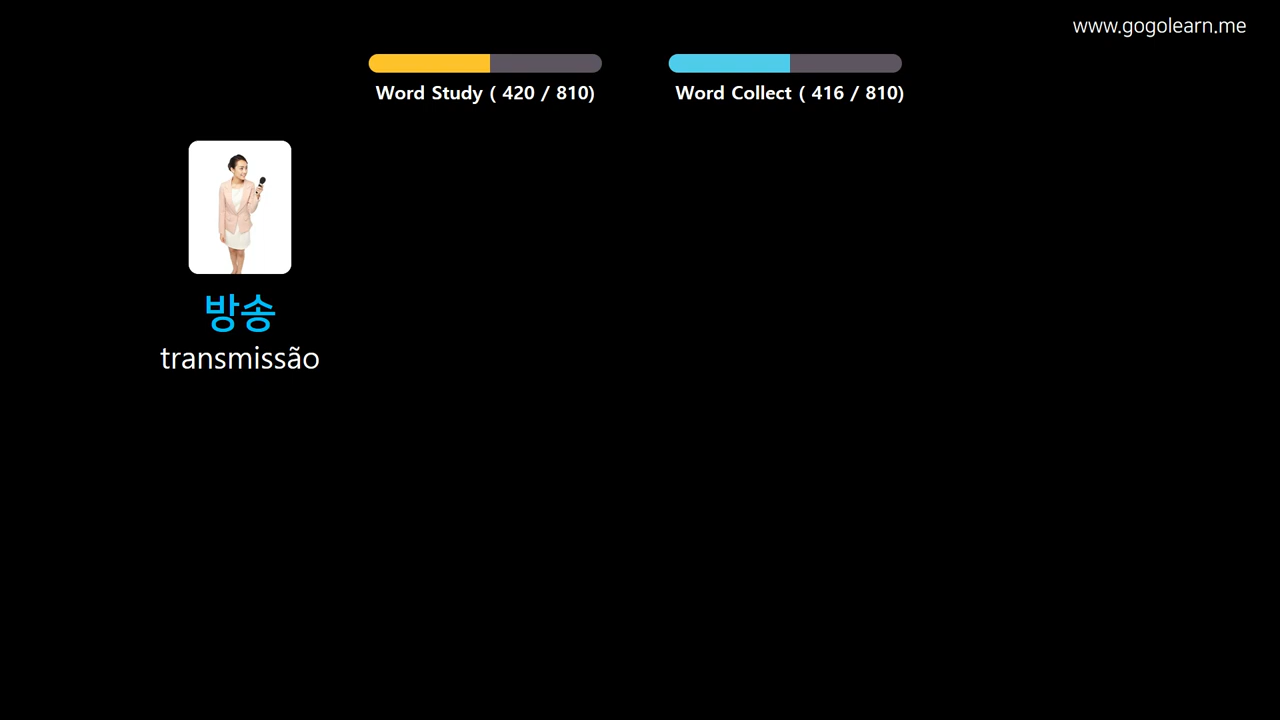 www.gogolearn.me
Word Study ( 420 / 810)
Word Collect ( 416 / 810)
방송
transmissão